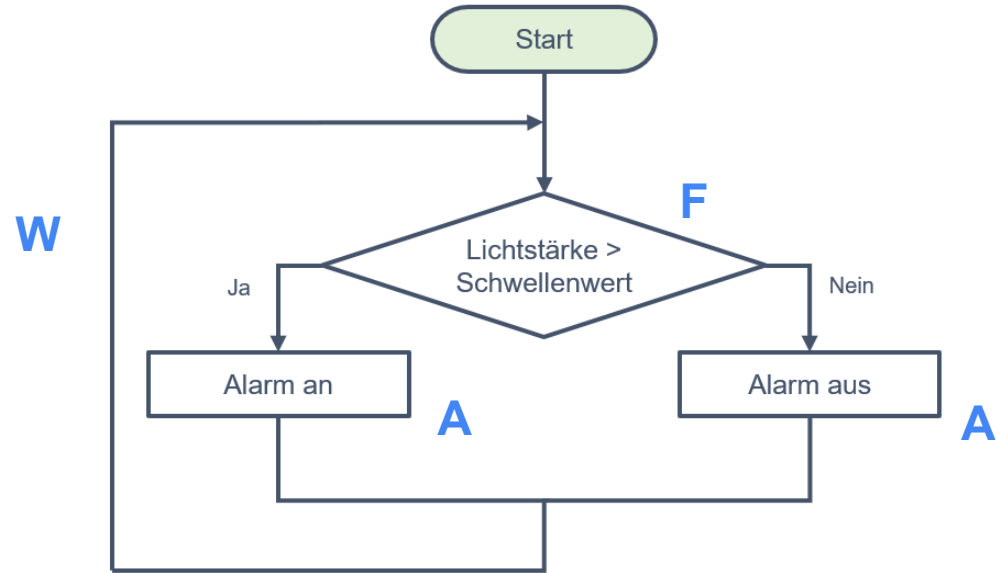 Start
W
F
Lichtstärke >
Schwellenwert
Ja
Nein
Alarm an
Alarm aus
A
A